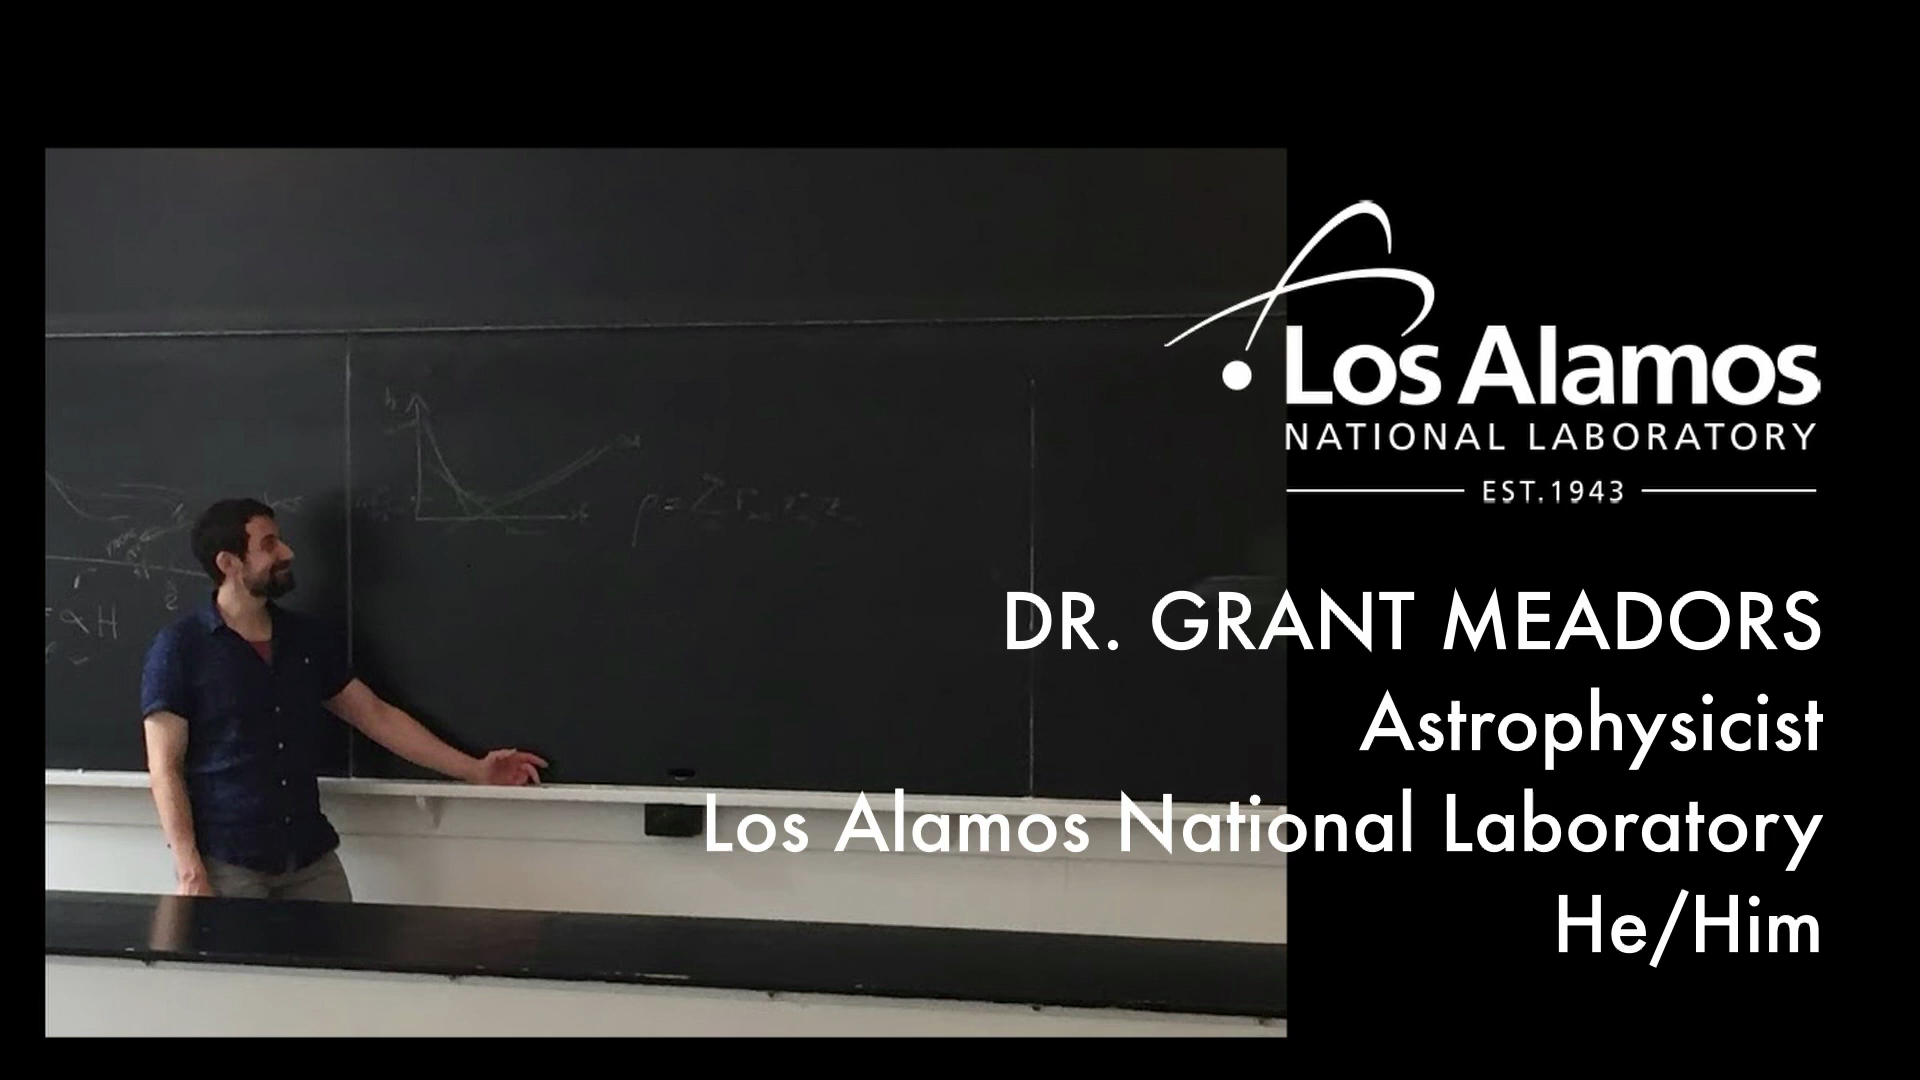 Los Alamos
NATIONAL LABORATORY
EST.1943
DR. GRANT MEADORS
Astrophysicist
Los Alamos National Laboratory
He/Him
∝ H